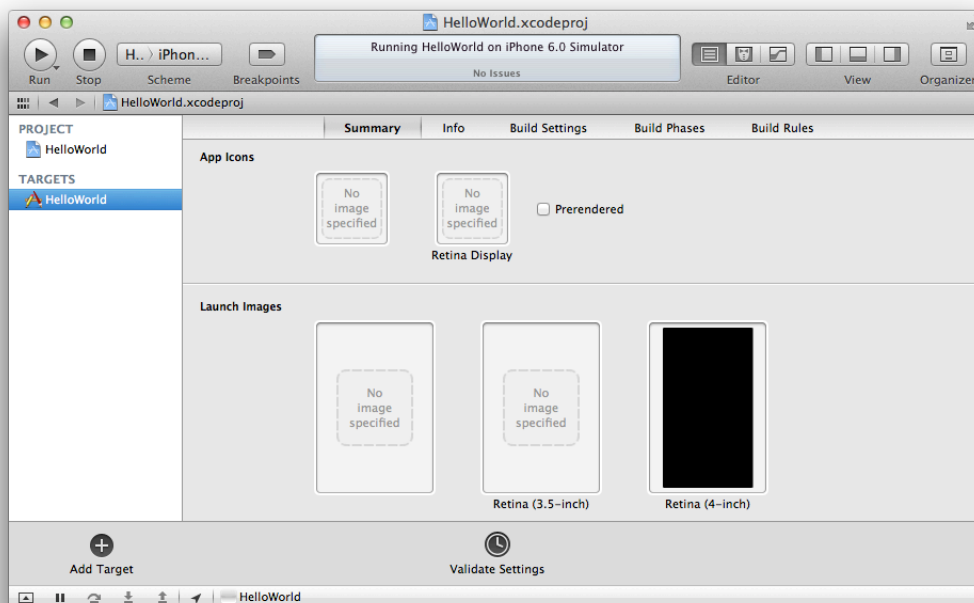 HelloWorld.xcodeproj
Run
Stop
H.. 〉 iPhon...
Scheme
Breakpoints
Running HelloWorld on iPhone 6.0 Simulator
No Issues
Editor
View
Organizer
HelloWorld.xcodeproj
PROJECT
HelloWorld
TARGETS
HelloWorld
Summary Info Build Settings Build Phases Build Rules
App Icons
No
image
specified
No
image
specified
Prerendered
Retina Display
Launch Images
No
image
specified
No
image
specified
Retina (3.5-inch)
Retina (4-inch)
Add Target
Validate Settings
HelloWorld